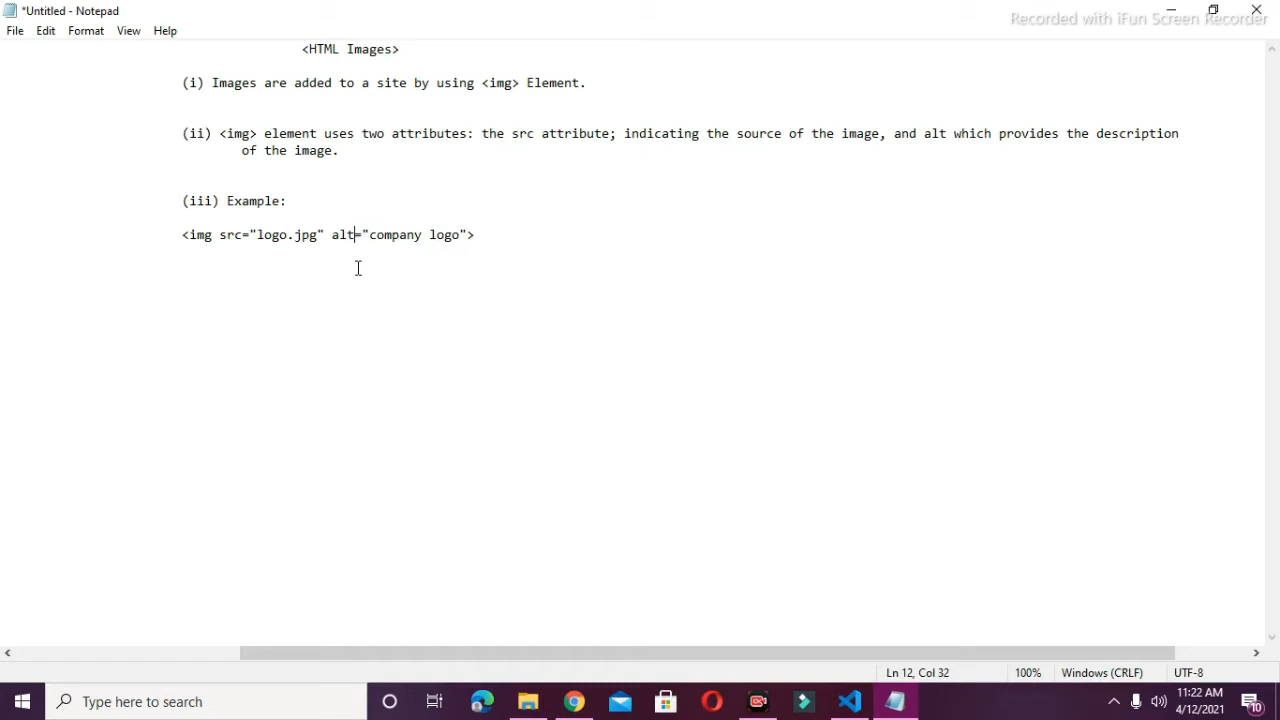 *Untitled - Notepad
Recorded with iFun Screen Recorder
File Edit Format View Help
<HTML Images>
(i) Images are added to a site by using <img> Element.
(ii) <img> element uses two attributes: the src attribute; indicating the source of the image, and alt which provides the description
of the image.
(iii) Example:
<img src="logo.jpg" alt="company logo">
Ln 12, Col 32 100% Windows (CRLF) UTF-8
Type here to search
11:22 AM
4/12/2021
10